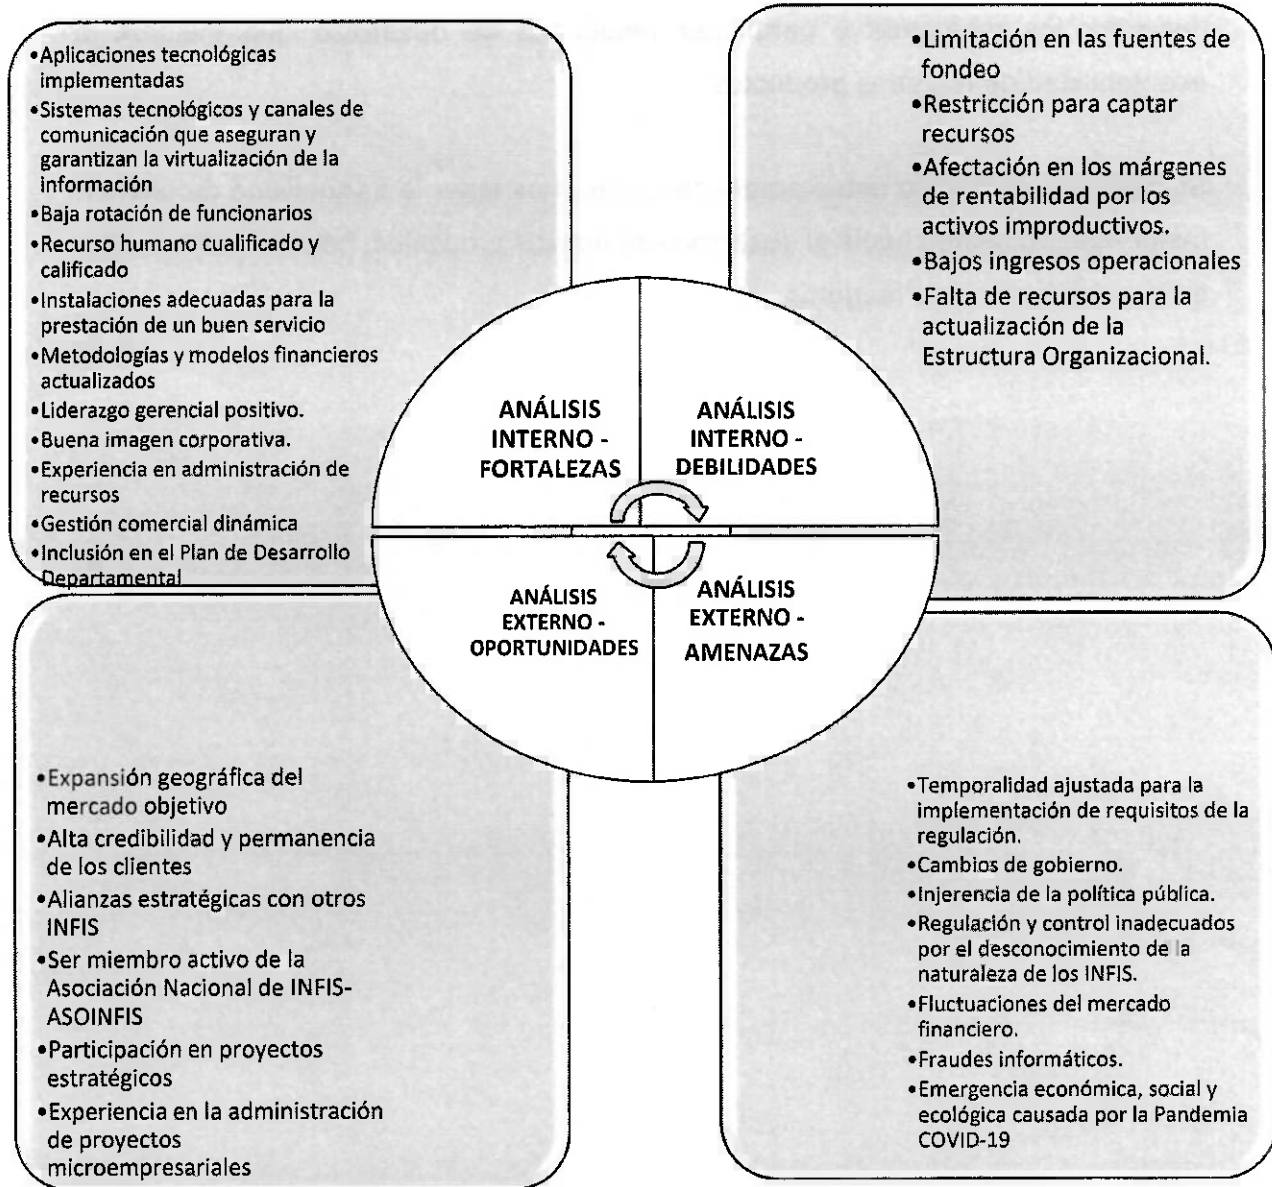 •Aplicaciones tecnológicas
implementadas
•Sistemas tecnológicos y canales de
comunicación que aseguran y
garantizan la virtualización de la
información
•Baja rotación de funcionarios
•Recurso humano cualificado y
calificado
•Instalaciones adecuadas para la
prestación de un buen servicio
•Metodologías y modelos financieros
actualizados
•Liderazgo gerencial positivo.
•Buena imagen corporativa.
•Experiencia en administración de
recursos
•Gestión comercial dinámica
•Inclusión en el Plan de Desarrollo
Departamental
•Limitación en las fuentes de
fondeo
•Restricción para captar
recursos
•Afectación en los márgenes
de rentabilidad por los
activos improductivos.
•Bajos ingresos operacionales
•Falta de recursos para la
actualización de la
Estructura Organizacional.
ANÁLISIS
INTERNO -
FORTALEZAS
ANÁLISIS
INTERNO -
DEBILIDADES
ANÁLISIS
EXTERNO -
OPORTUNIDADES
ANÁLISIS
EXTERNO -
AMENAZAS
•Expansión geográfica del
mercado objetivo
•Alta credibilidad y permanencia
de los clientes
•Alianzas estratégicas con otros
INFIS
•Ser miembro activo de la
Asociación Nacional de INFIS-
ASOINFIS
•Participación en proyectos
estratégicos
•Experiencia en la administración
de proyectos
microempresariales
•Temporalidad ajustada para la
implementación de requisitos de la
regulación.
•Cambios de gobierno.
•Injerencia de la política pública.
•Regulación y control inadecuados
por el desconocimiento de la
naturaleza de los INFIS.
•Fluctuaciones del mercado
financiero.
•Fraudes informáticos.
•Emergencia económica, social y
ecológica causada por la Pandemia
COVID-19